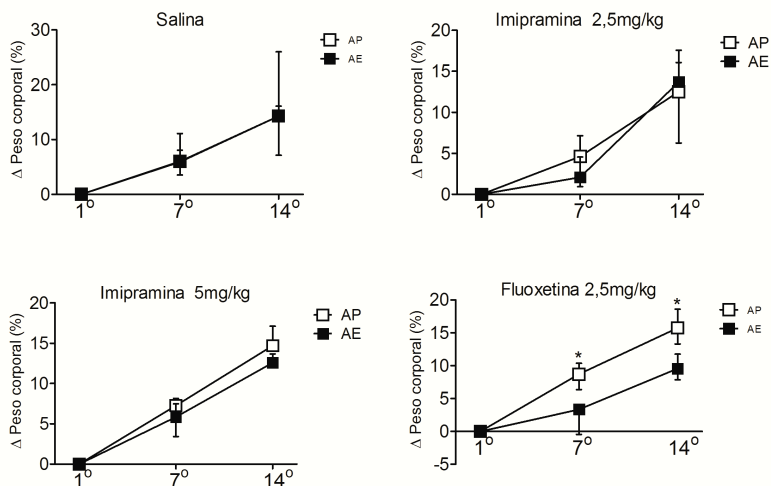 Salina
AP
AE
Δ Peso corporal (%)
30
20
10
0
1º
7º
14º
Imipramina 2,5mg/kg
AP
AE
Δ Peso corporal (%)
20
15
10
5
0
1º
7º
14º
Imipramina 5mg/kg
AP
AE
Δ Peso corporal (%)
20
15
10
5
0
1º
7º
14º
Fluoxetina 2,5mg/kg
AP
AE
Δ Peso corporal (%)
20
15
10
5
0
-5
*
*
1º
7º
14º